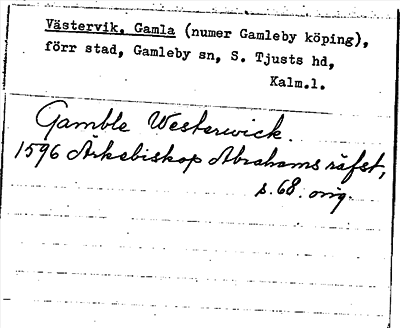 Västervik, Gamla (numer Gamleby köping),
förr stad, Gamleby sn, S. Tjusts hd,
Kalm.l.
Gamble Westerwick.
1596 Ärkebiskop Abrahams räfst,
s. 68. orig.